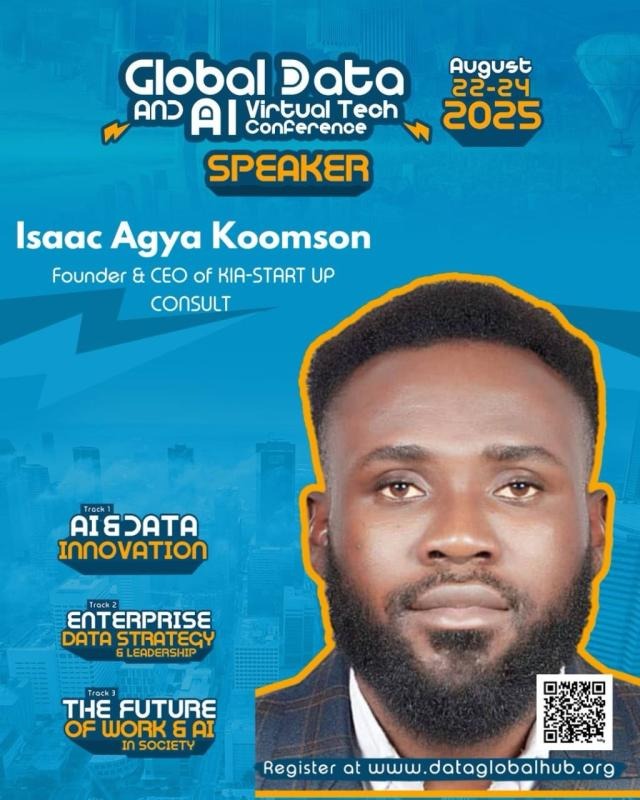 Global Data
AND AI Virtual Tech
Conference
SPEAKER
August
22-24
2025
Isaac Agya Koomson
Founder & CEO of KIA-START UP
CONSULT
Track 1
AI & DATA
INNOVATION
Track 2
ENTERPRISE
DATA STRATEGY
& LEADERSHIP
Track 3
THE FUTURE
OF WORK & AI
IN SOCIETY
Register at www.dataglobalhub.org